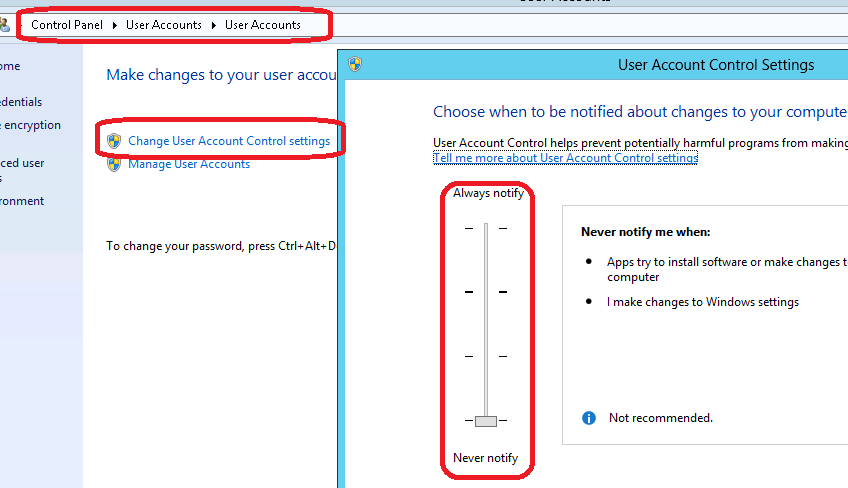 Control Panel User Accounts User Accounts
Make changes to your user accou
Change User Account Control settings
Manage User Accounts
To change your password, press Ctrl+Alt+D
ome
edentials
e encryption
ced user
s
ronment
User Account Control Settings
Choose when to be notified about changes to your compute
User Account Control helps prevent potentially harmful programs from making
Tell me more about User Account Control settings
Always notify
Never notify
Never notify me when:
Apps try to install software or make changes t
computer
I make changes to Windows settings
Not recommended.